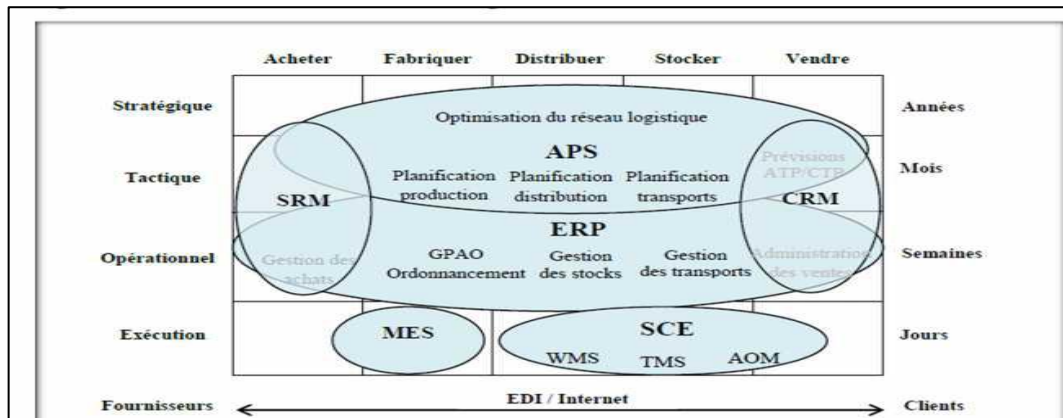 Acheter Fabriquer Distribuer Stocker Vendre
Stratégique Années
Optimisation du réseau logistique
APS
Prévisions
ATP/CTP
Tactique Mois
Planification Planification Planification
production distribution transports
SRM CRM
ERP
GPAO Gestion Gestion Administration
Opérationnel Semaines
Gestion des Ordonnancement des stocks des transports des ventes
achats
Exécution MES SCE Jours
WMS TMS AOM
EDI / Internet
Fournisseurs Clients